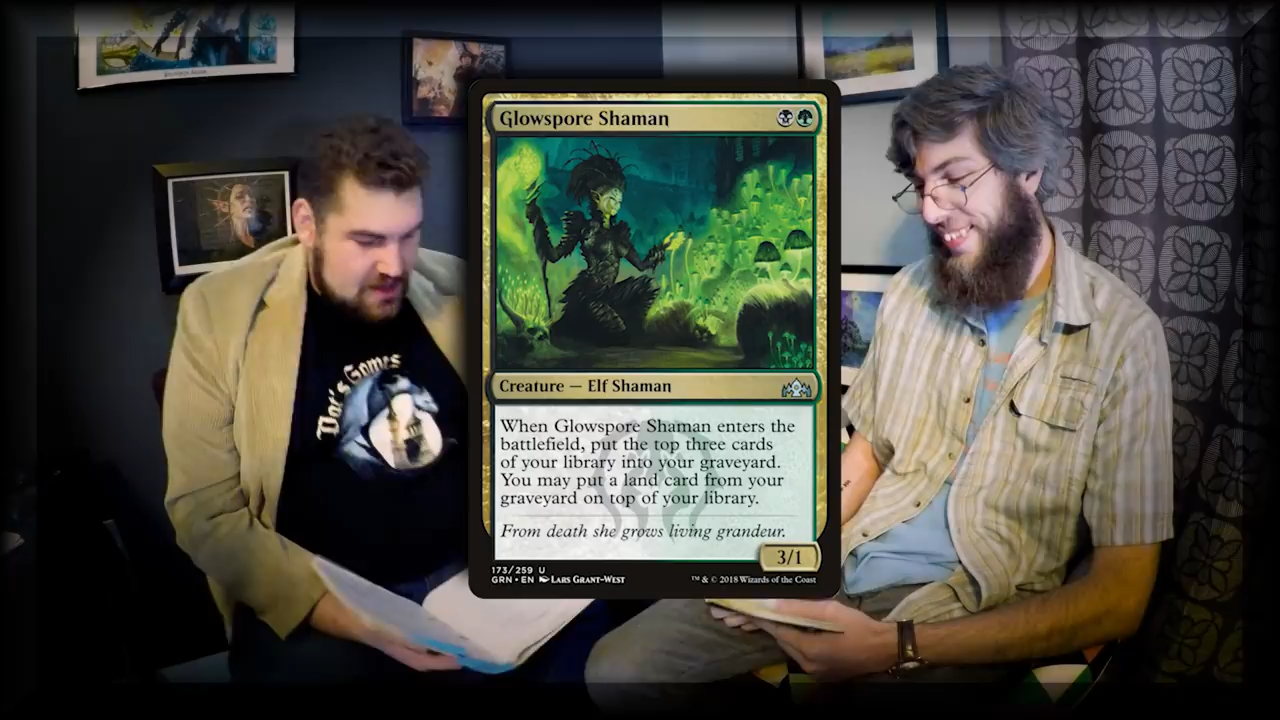 Glowspore Shaman
Dat's Games
Creature — Elf Shaman
When Glowspore Shaman enters the
battlefield, put the top three cards
of your library into your graveyard.
You may put a land card from your
graveyard on top of your library.
From death she grows living grandeur.
3/1
173/259 U
GRN • EN Lars Grant-West
™ & © 2018 Wizards of the Coast